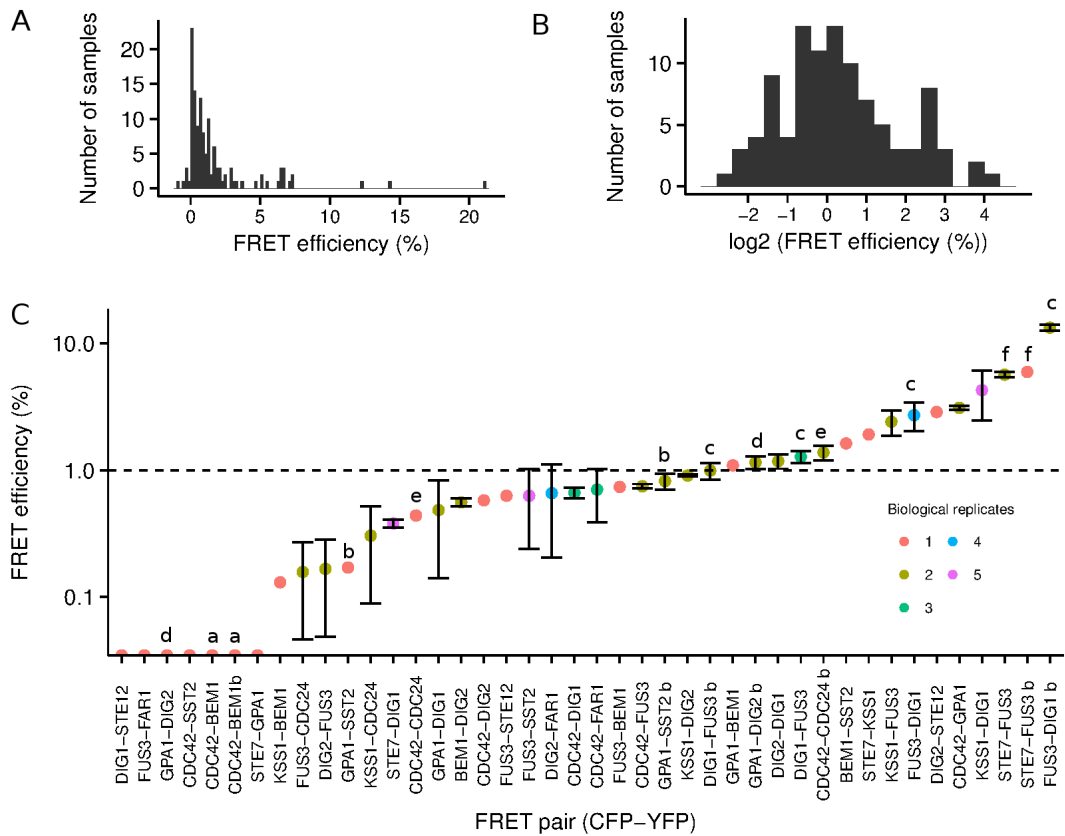 A
Number of samples
20
15
10
5
0
0
5
10
15
20
FRET efficiency (%)
B
Number of samples
10
5
0
−2
−1
0
1
2
3
4
log2 (FRET efficiency (%))
C
FRET efficiency (%)
10.0
1.0
0.1
d
a
a
b
e
b
c
d
c
e
c
f
f
c
Biological replicates
1
2
3
4
5
DIG1−STE12
FUS3−FAR1
GPA1−DIG2
CDC42−SST2
CDC42−BEM1
CDC42−BEM1b
STE7−GPA1
KSS1−BEM1
FUS3−CDC24
DIG2−FUS3
GPA1−SST2
KSS1−CDC24
STE7−DIG1
CDC42−CDC24
GPA1−DIG1
BEM1−DIG2
CDC42−DIG2
FUS3−STE12
FUS3−SST2
DIG2−FAR1
CDC42−DIG1
CDC42−FAR1
FUS3−BEM1
CDC42−FUS3
GPA1−SST2 b
KSS1−DIG2
DIG1−FUS3 b
GPA1−BEM1
GPA1−DIG2 b
DIG2−DIG1
DIG1−FUS3
CDC42−CDC24 b
BEM1−SST2
STE7−KSS1
KSS1−FUS3
FUS3−DIG1
DIG2−STE12
CDC42−GPA1
KSS1−DIG1
STE7−FUS3
STE7−FUS3 b
FUS3−DIG1 b
FRET pair (CFP−YFP)